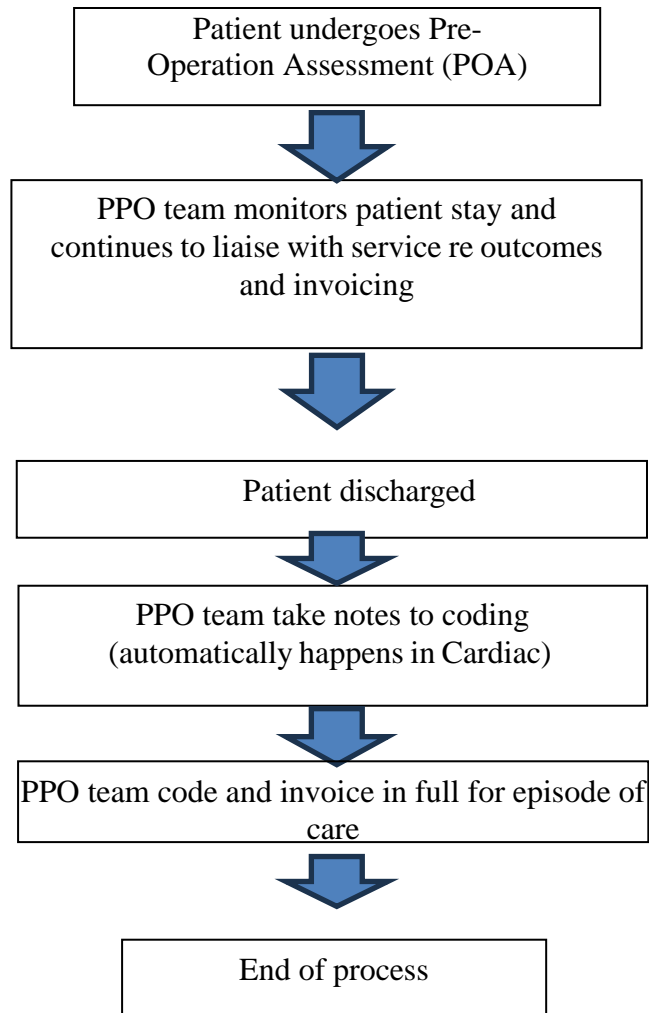 Patient undergoes Pre-
Operation Assessment (POA)
PPO team monitors patient stay and
continues to liaise with service re outcomes
and invoicing
Patient discharged
PPO team take notes to coding
(automatically happens in Cardiac)
PPO team code and invoice in full for episode of
care
End of process